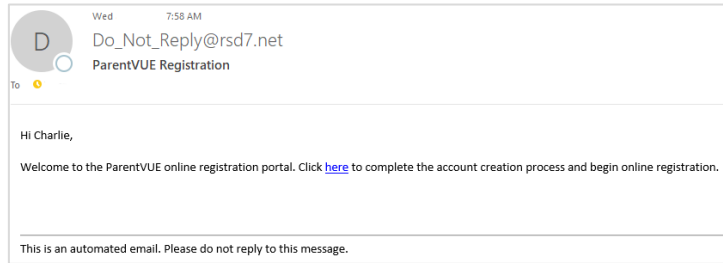 Wed 7:58 AM
D
Do_Not_Reply@rsd7.net
ParentVUE Registration
To
Hi Charlie,
Welcome to the ParentVUE online registration portal. Click here to complete the account creation process and begin online registration.
This is an automated email. Please do not reply to this message.